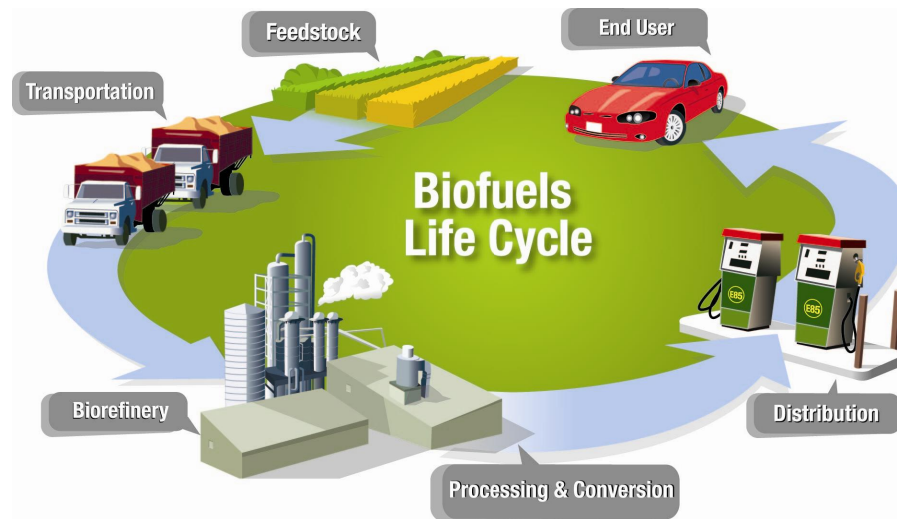 Feedstock
End User
Transportation
Biofuels
Life Cycle
E85
E85
Biorefinery
Distribution
Processing & Conversion